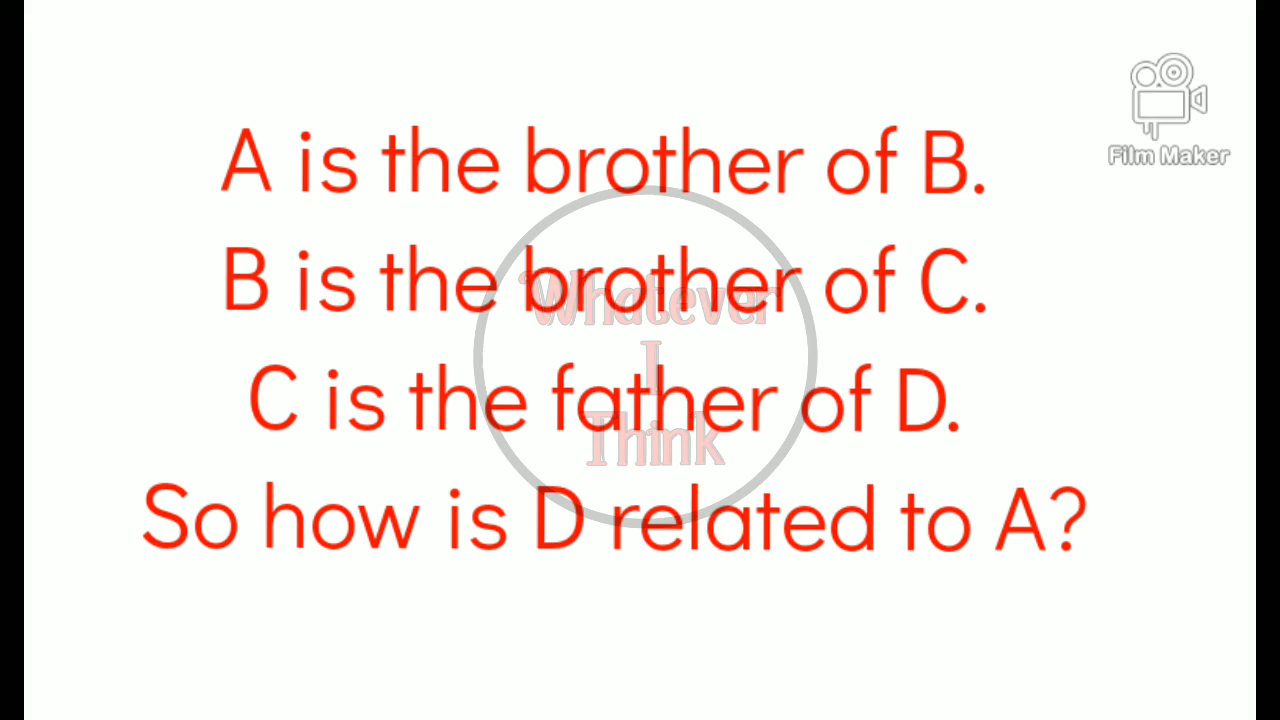 A is the brother of B.
B is the brother of C.
C is the father of D.
So how is D related to A?
Film Maker
"Whatever
I
Think